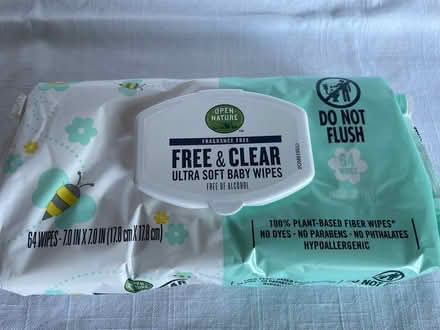 OPEN
NATURE
FRAGRANCE FREE
FREE & CLEAR
ULTRA SOFT BABY WIPES
FREE OF ALCOHOL
DO NOT
FLUSH
64
64 WIPES - 7.0 IN X 7.0 IN (17.8 cm X 17.8 cm)
100% PLANT-BASED FIBER WIPES*
NO DYES - NO PARABENS - NO PHTHALATES
HYPOALLERGENIC